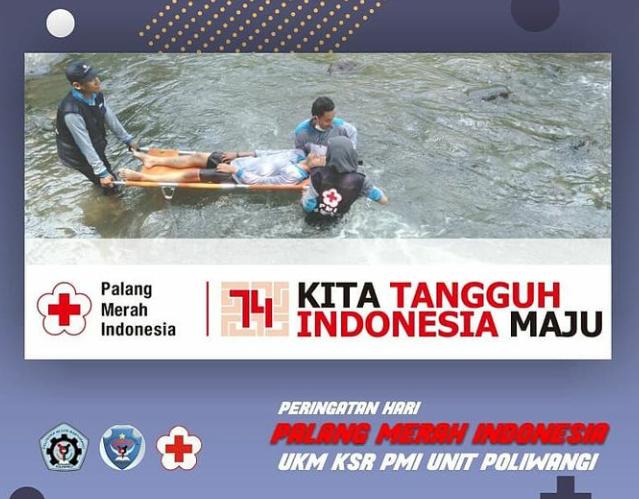 Palang
Merah
Indonesia
74
KITA TANGGUH
INDONESIA MAJU
PERINGATAN HARI
PALANG MERAH INDONESIA
UKM KSR PMI UNIT POLIWANGI